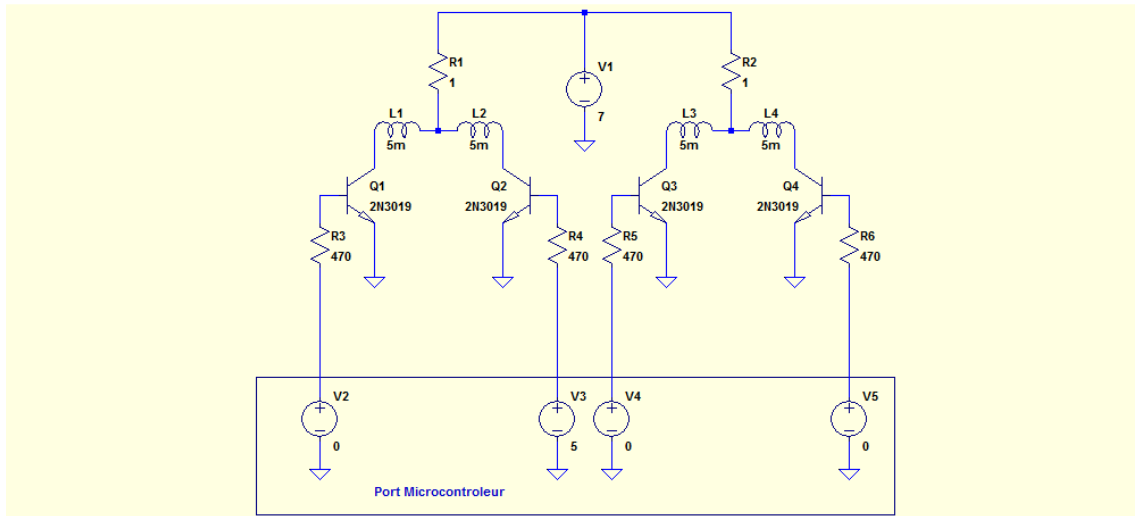 R1
1
V1
7
R2
1
L1
5m
L2
5m
L3
5m
L4
5m
Q1
2N3019
Q2
2N3019
Q3
2N3019
Q4
2N3019
R3
470
R4
470
R5
470
R6
470
V2
0
V3
5
V4
0
V5
0
Port Microcontroleur